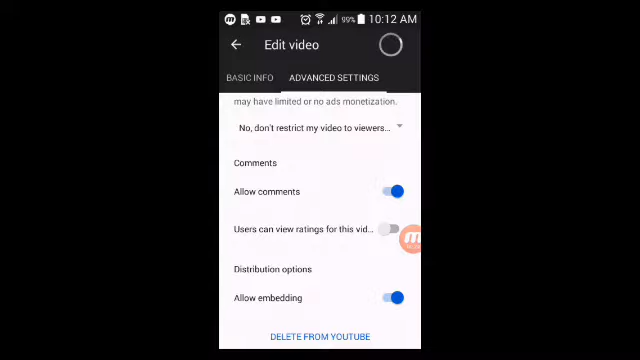 99% 10:12 AM
Edit video
BASIC INFO ADVANCED SETTINGS
may have limited or no ads monetization.
No, don't restrict my video to viewers...
Comments
Allow comments
Users can view ratings for this vid...
Distribution options
Allow embedding
DELETE FROM YOUTUBE